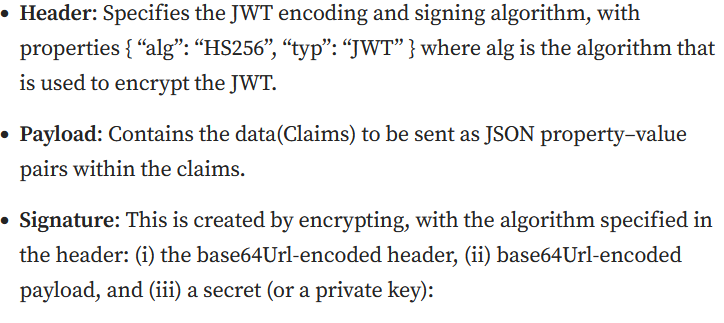 • Header: Specifies the JWT encoding and signing algorithm, with
properties { “alg”: “HS256”, “typ”: “JWT” } where alg is the algorithm that
is used to encrypt the JWT.
• Payload: Contains the data(Claims) to be sent as JSON property–value
pairs within the claims.
• Signature: This is created by encrypting, with the algorithm specified in
the header: (i) the base64Url-encoded header, (ii) base64Url-encoded
payload, and (iii) a secret (or a private key):